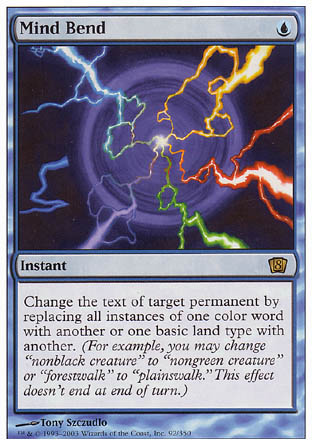 Mind Bend
Instant
8
Change the text of target permanent by
replacing all instances of one color word
with another or one basic land type with
another. (For example, you may change
"nonblack creature" to "nongreen creature"
or "forestwalk" to "plainswalk." This effect
doesn't end at end of turn.)
Tony Szczudlo
™ & © 1993–2003 Wizards of the Coast, Inc. 92/350